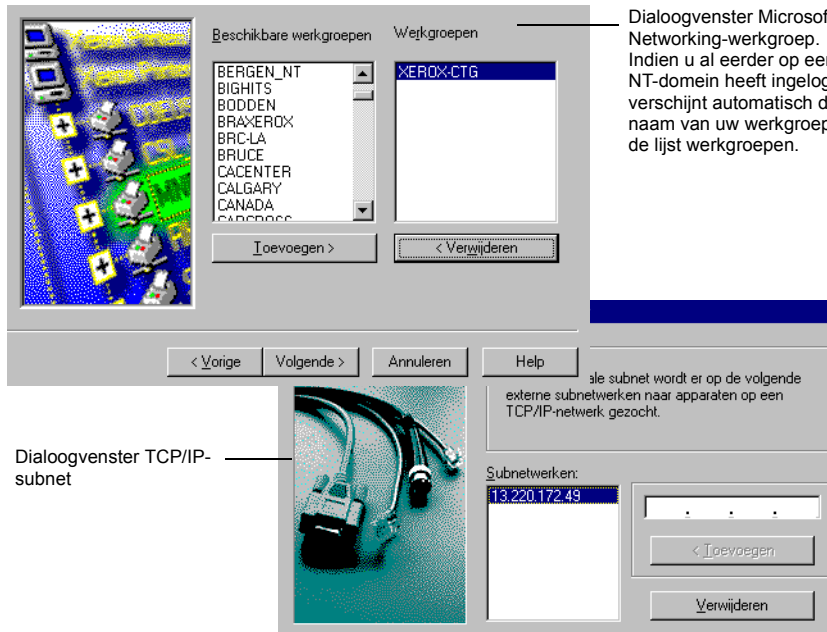 Beschikbare werkgroepen
BERGEN_NT
BIGHITS
BODDEN
BRAXEROX
BRC-LA
BRUCE
CACENTER
CALGARY
CANADA
Toevoegen >
Werkgroepen
XEROX-CTG
< Verwijderen
< Vorige
Volgende >
Annuleren
Help
Dialoogvenster Microsof
Networking-werkgroep.
Indien u al eerder op eer
NT-domein heeft ingelog
verschijnt automatisch d
naam van uw werkgroep
de lijst werkgroepen.
ale subnet wordt er op de volgende
externe subnetwerken naar apparaten op een
TCP/IP-netwerk gezocht.
Dialoogvenster TCP/IP-
subnet
Subnetwerken:
13.220.172.49
. . .
< Toevoegen
Verwijderen